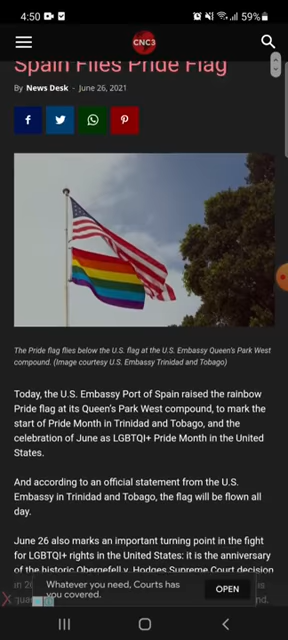 4:50
59%
CNC3
Spain Flies Pride Flag
By News Desk - June 26, 2021
The Pride flag flies below the U.S. flag at the U.S. Embassy Queen's Park West
compound. (Image courtesy U.S. Embassy Trinidad and Tobago)
Today, the U.S. Embassy Port of Spain raised the rainbow
Pride flag at its Queen's Park West compound, to mark the
start of Pride Month in Trinidad and Tobago, and the
celebration of June as LGBTQI+ Pride Month in the United
States.
And according to an official statement from the U.S.
Embassy in Trinidad and Tobago, the flag will be flown all
day.
June 26 also marks an important turning point in the fight
for LGBTQI+ rights in the United States: it is the anniversary
of the historic Obergefell v. Hodges Supreme Court decision
Whatever you need, Courts has
you covered.
OPEN